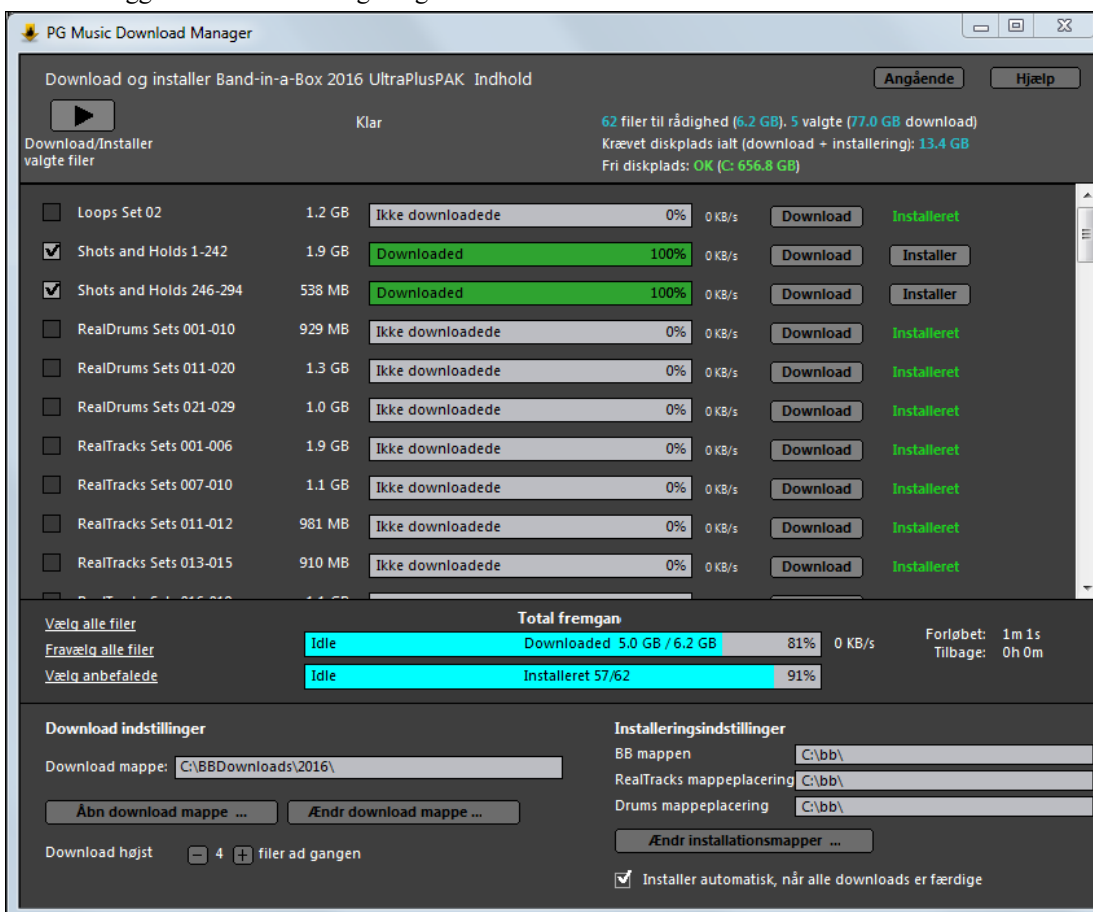 PG Music Download Manager
Download og installer Band-in-a-Box 2016 UltraPlusPAK Indhold
Angående Hjælp
Klar
Download/Installer
valgte filer
62 filer til rådighed (6.2 GB). 5 valgte (77.0 GB download)
Krævet diskplads ialt (download + installering): 13.4 GB
Fri diskplads: OK (C: 656.8 GB)
Loops Set 02 1.2 GB Ikke downloadede 0% 0 KB/s Download Installeret
Shots and Holds 1-242 1.9 GB Downloaded 100% 0 KB/s Download Installer
Shots and Holds 246-294 538 MB Downloaded 100% 0 KB/s Download Installer
RealDrums Sets 001-010 929 MB Ikke downloadede 0% 0 KB/s Download Installeret
RealDrums Sets 011-020 1.3 GB Ikke downloadede 0% 0 KB/s Download Installeret
RealDrums Sets 021-029 1.0 GB Ikke downloadede 0% 0 KB/s Download Installeret
RealTracks Sets 001-006 1.9 GB Ikke downloadede 0% 0 KB/s Download Installeret
RealTracks Sets 007-010 1.1 GB Ikke downloadede 0% 0 KB/s Download Installeret
RealTracks Sets 011-012 981 MB Ikke downloadede 0% 0 KB/s Download Installeret
RealTracks Sets 013-015 910 MB Ikke downloadede 0% 0 KB/s Download Installeret
Vælg alle filer
Fravælg alle filer
Vælg anbefalede
Total fremgan
Idle Downloaded 5.0 GB / 6.2 GB 81% 0 KB/s
Idle Installeret 57/62 91%
Forløbet: 1m 1s
Tilbage: 0h 0m
Download indstillinger
Download mappe: C:\BBDownloads\2016\
Åbn download mappe ... Ændr download mappe ...
Download højst - 4 + filer ad gangen
Installeringsindstillinger
BB mappen C:\bb\
RealTracks mappeplacering C:\bb\
Drums mappeplacering C:\bb\
Ændr installationsmapper ...
Installer automatisk, når alle downloads er færdige